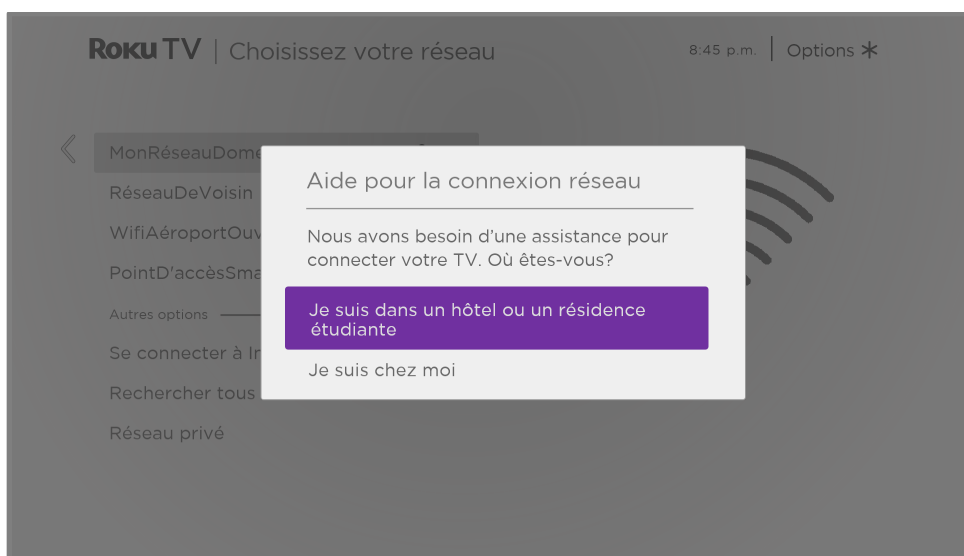 Roku TV | Choisissez votre réseau
8:45 p.m. | Options *
MonRéseauDome
RéseauDeVoisin
WifiAéroportOuv
PointD'accèsSma
Autres options
Se connecter à Ir
Rechercher tous
Réseau privé
Aide pour la connexion réseau
Nous avons besoin d'une assistance pour
connecter votre TV. Où êtes-vous?
Je suis dans un hôtel ou un résidence
étudiante
Je suis chez moi